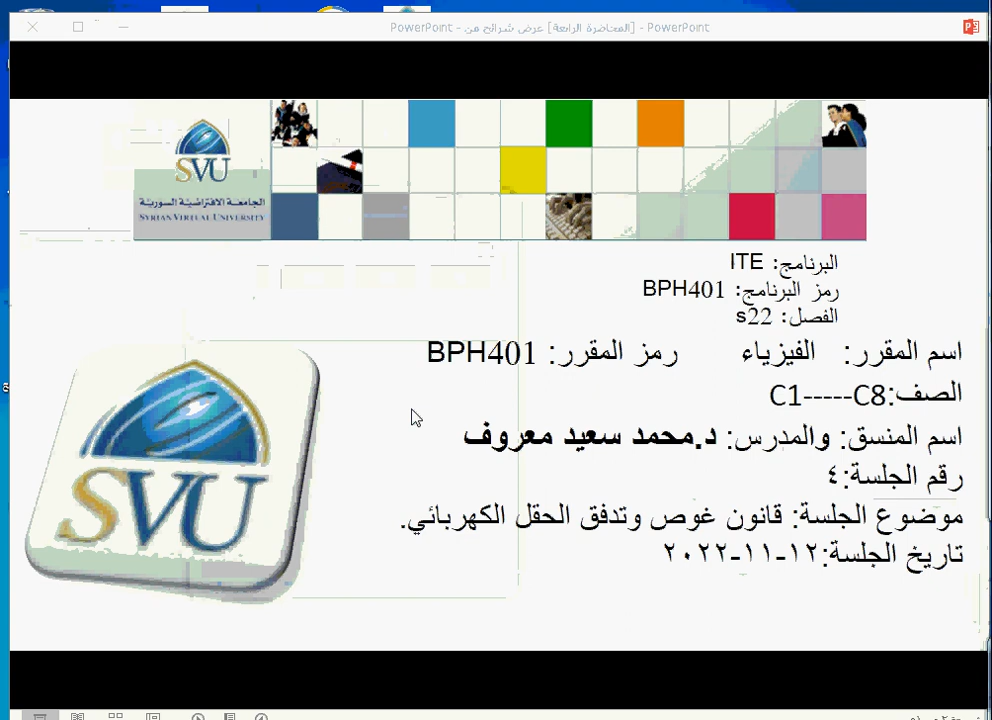 PowerPoint - [المحاضرة الرابعة] عرض شرائح من - PowerPoint
SVU
الجامعة الافتراضية السورية
SYRIAN VIRTUAL UNIVERSITY
البرنامج: ITE
رمز البرنامج: BPH401
الفصل: s22
اسم المقرر: الفيزياء رمز المقرر: BPH401
الصف:C1-----C8
اسم المنسق: والمدرس: د.محمد سعيد معروف
رقم الجلسة:٤
موضوع الجلسة: قانون غوص وتدفق الحقل الكهربائي.
تاريخ الجلسة:١٢-١١-٢٠٢٢
SVU